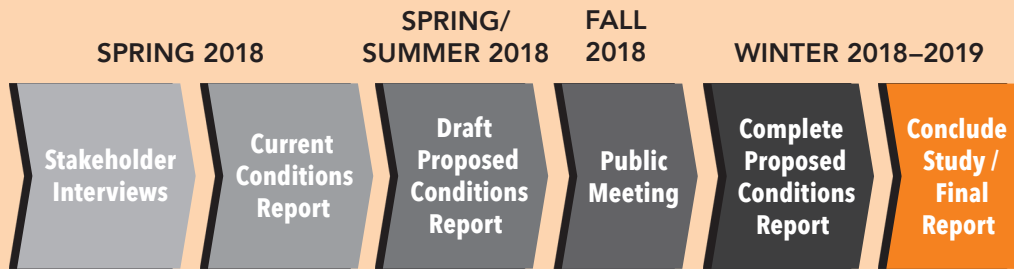 SPRING 2018
SPRING/
SUMMER 2018
FALL
2018
WINTER 2018–2019
Stakeholder
Interviews
Current
Conditions
Report
Draft
Proposed
Conditions
Report
Public
Meeting
Complete
Proposed
Conditions
Report
Conclude
Study /
Final
Report